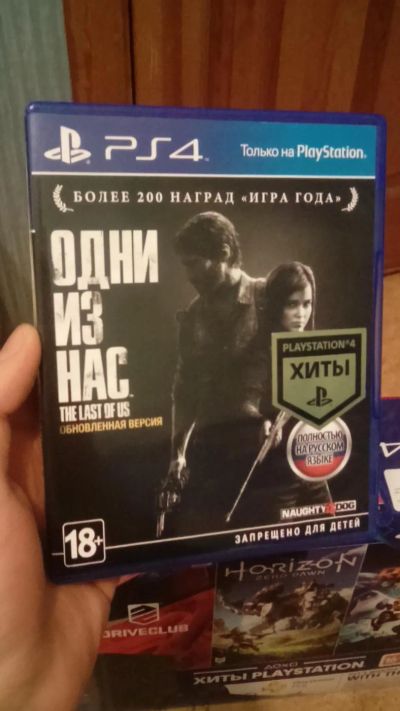 PS4
Только на PlayStation
БОЛЕЕ 200 НАГРАД «ИГРА ГОДА»
ОДНИ
ИЗ
НАС
THE LAST OF US
ОБНОВЛЕННАЯ ВЕРСИЯ
PLAYSTATION®4
ХИТЫ
ПОЛНОСТЬЮ
НА РУССКОМ
ЯЗЫКЕ
NAUGHTY DOG
18+
ЗАПРЕЩЕНО ДЛЯ ДЕТЕЙ
DRIVECLUB
HORIZON
ZERO DAWN
ХИТЫ PLAYSTATION